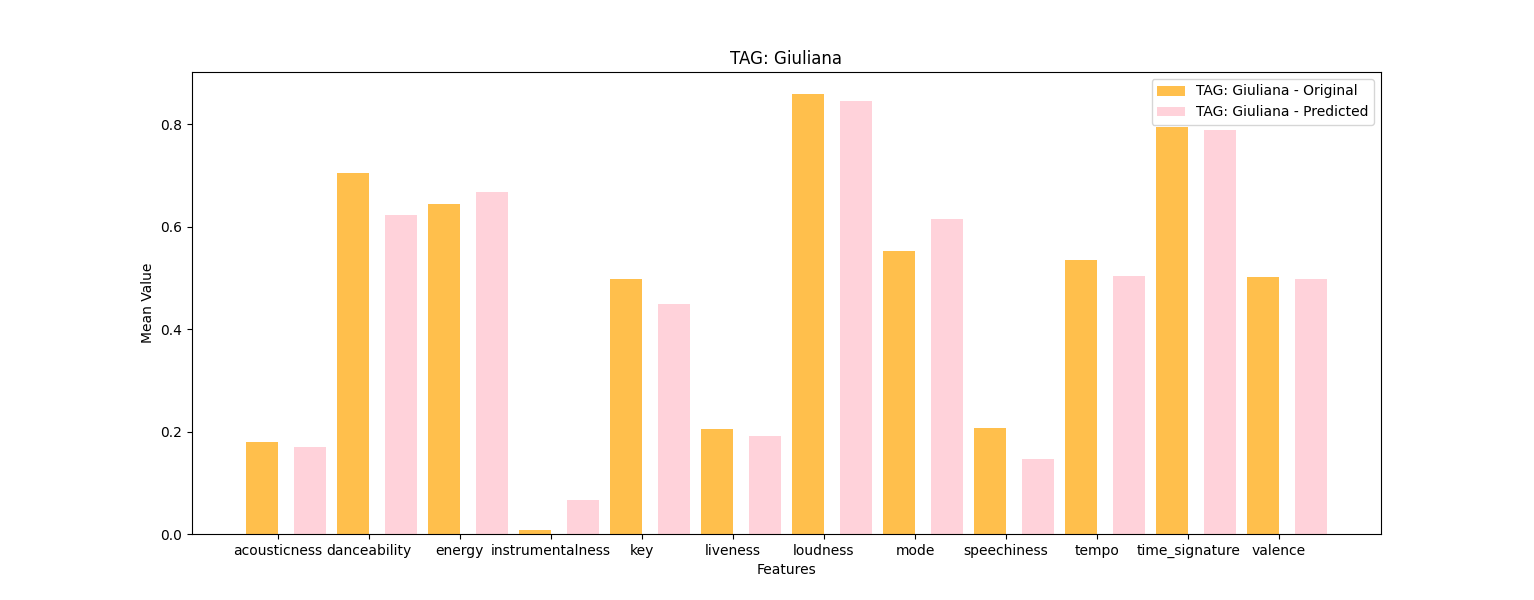 TAG: Giuliana
TAG: Giuliana - Original
TAG: Giuliana - Predicted
Mean Value
0.8
0.6
0.4
0.2
0.0
acousticness danceability energy instrumentalness key liveness loudness mode speechiness tempo time_signature valence
Features